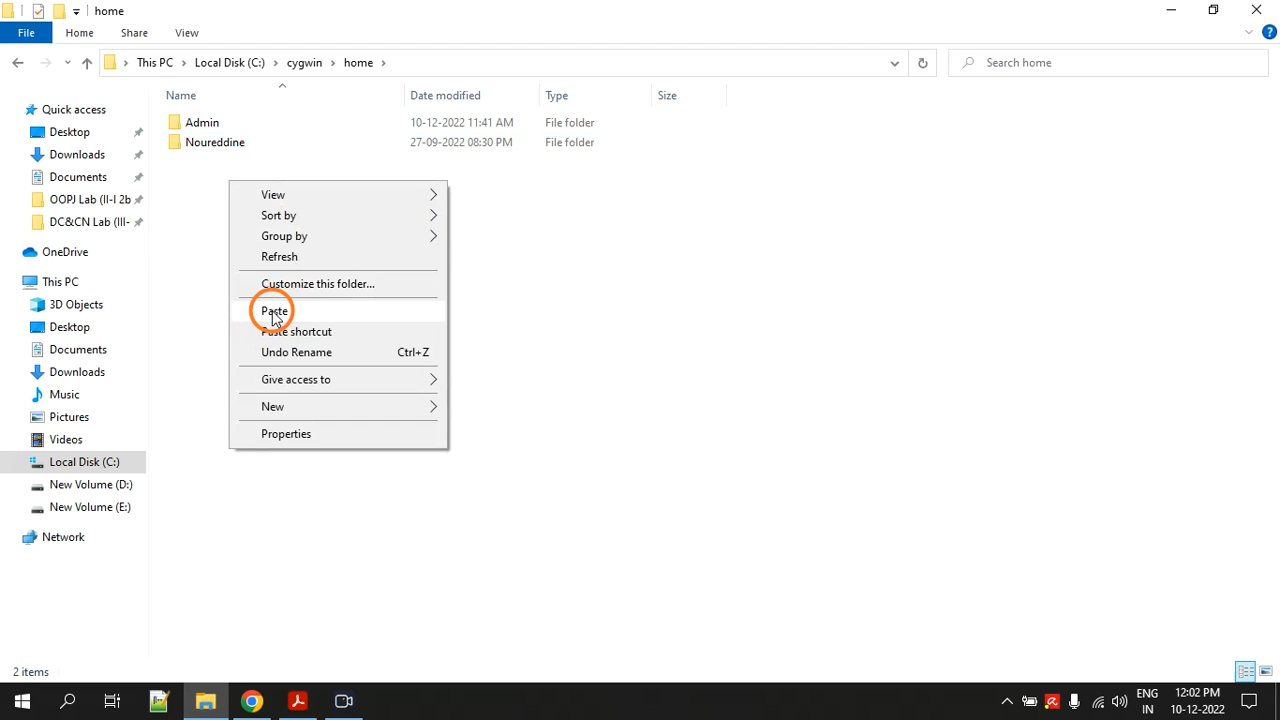 home
File
Home
Share
View
This PC
Local Disk (C:)
cygwin
home
Search home
Name
Date modified
Type
Size
Admin
10-12-2022 11:41 AM
File folder
Noureddine
27-09-2022 08:30 PM
File folder
Quick access
Desktop
Downloads
Documents
OOPJ Lab (II-I 2b
DC&CN Lab (III-
OneDrive
This PC
3D Objects
Desktop
Documents
Downloads
Music
Pictures
Videos
Local Disk (C:)
New Volume (D:)
New Volume (E:)
Network
View
Sort by
Group by
Refresh
Customize this folder...
Paste
Paste shortcut
Undo Rename Ctrl+Z
Give access to
New
Properties
2 items
ENG
IN
12:02 PM
10-12-2022